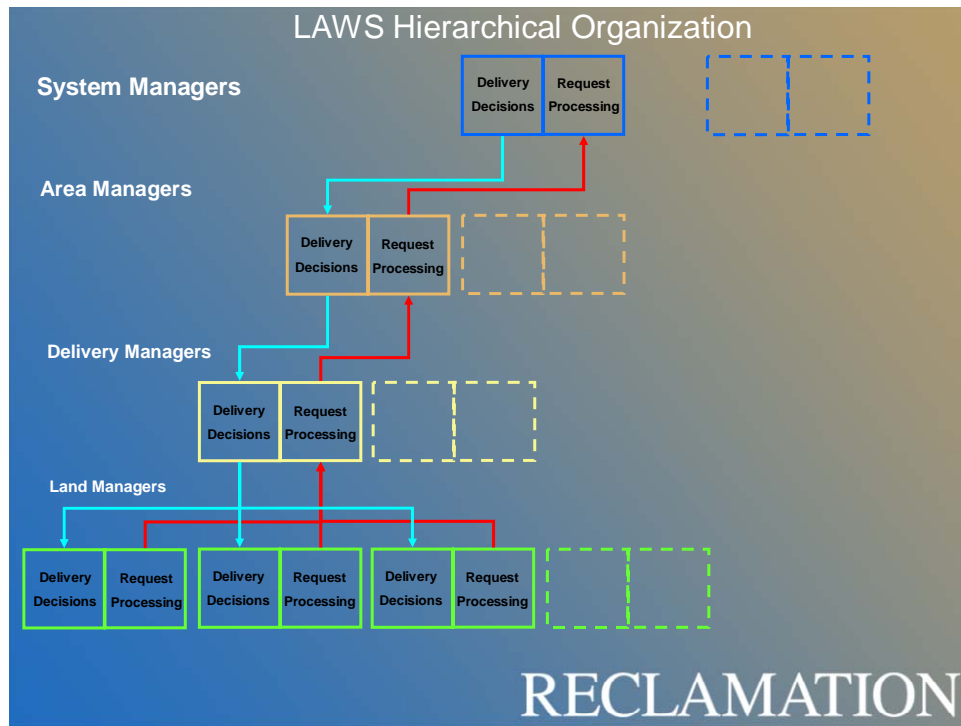 LAWS Hierarchical Organization
System Managers
Delivery Decisions
Request Processing
Area Managers
Delivery Decisions
Request Processing
Delivery Managers
Delivery Decisions
Request Processing
Land Managers
Delivery Decisions
Request Processing
Delivery Decisions
Request Processing
Delivery Decisions
Request Processing
RECLAMATION